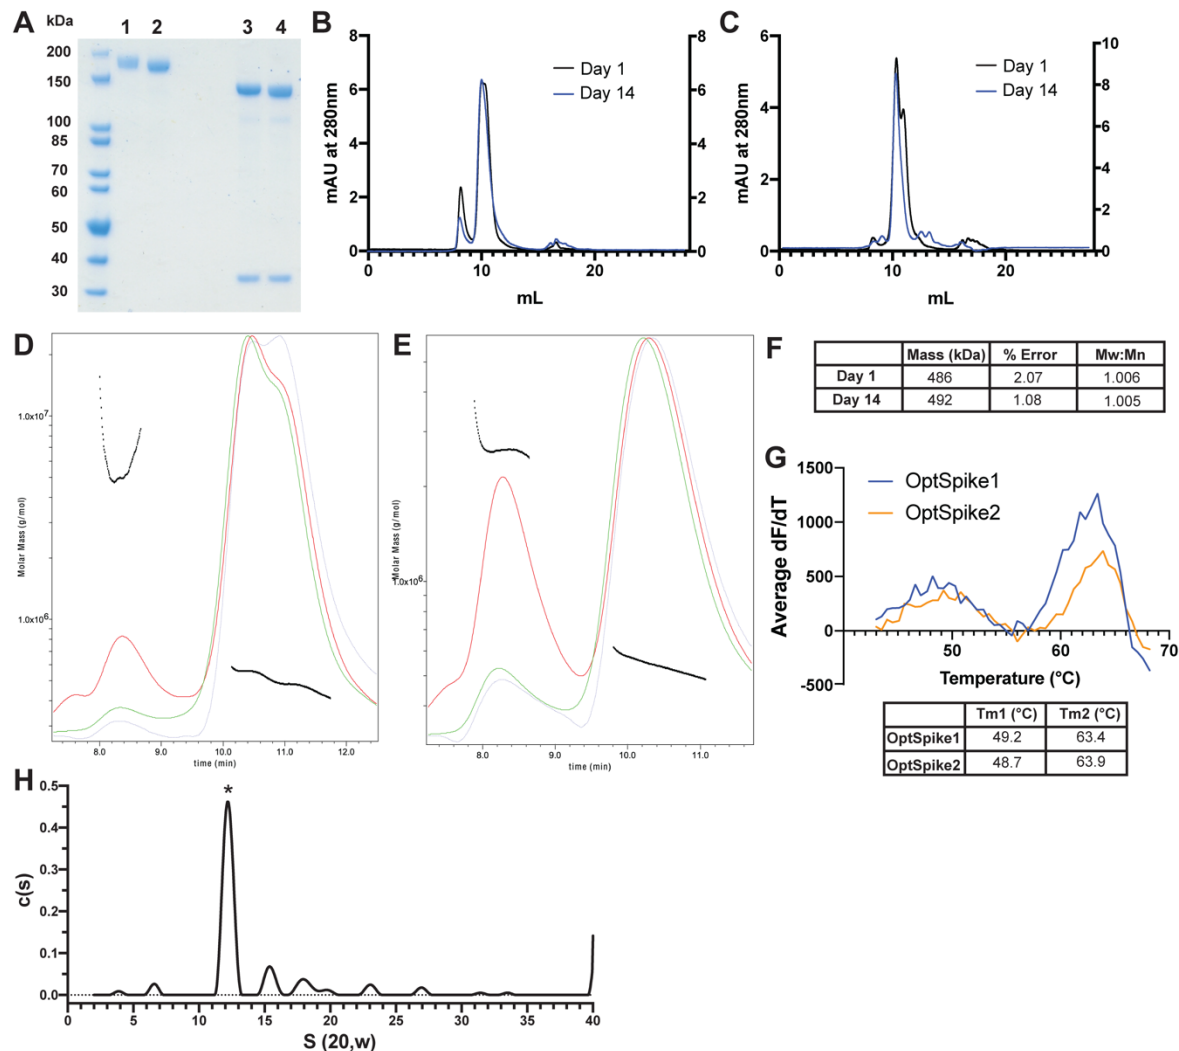 A
kDa
1 2 3 4
200
150
100
85
70
60
50
40
30
B
mAU at 280nm
8
6
4
2
0
8
6
4
2
0
Day 1
Day 14
0 10 20
mL
C
mAU at 280nm
6
4
2
0
10
8
6
4
2
0
Day 1
Day 14
0 10 20
mL
D
Molar Mass (g/mol)
1.0x10⁷
1.0x10⁶
8.0 9.0 10.0 11.0 12.0
time (min)
E
Molar Mass (g/mol)
1.0x10⁶
8.0 9.0 10.0 11.0
time (min)
F
Mass (kDa) % Error Mw:Mn
Day 1 486 2.07 1.006
Day 14 492 1.08 1.005
G
Average dF/dT
1500
1000
500
0
-500
OptSpike1
OptSpike2
50 60 70
Temperature (°C)
Tm1 (°C) Tm2 (°C)
OptSpike1 49.2 63.4
OptSpike2 48.7 63.9
H
c(s)
0.5
0.4
0.3
0.2
0.1
0.0
*
0 5 10 15 20 25 30 35 40
S (20,w)